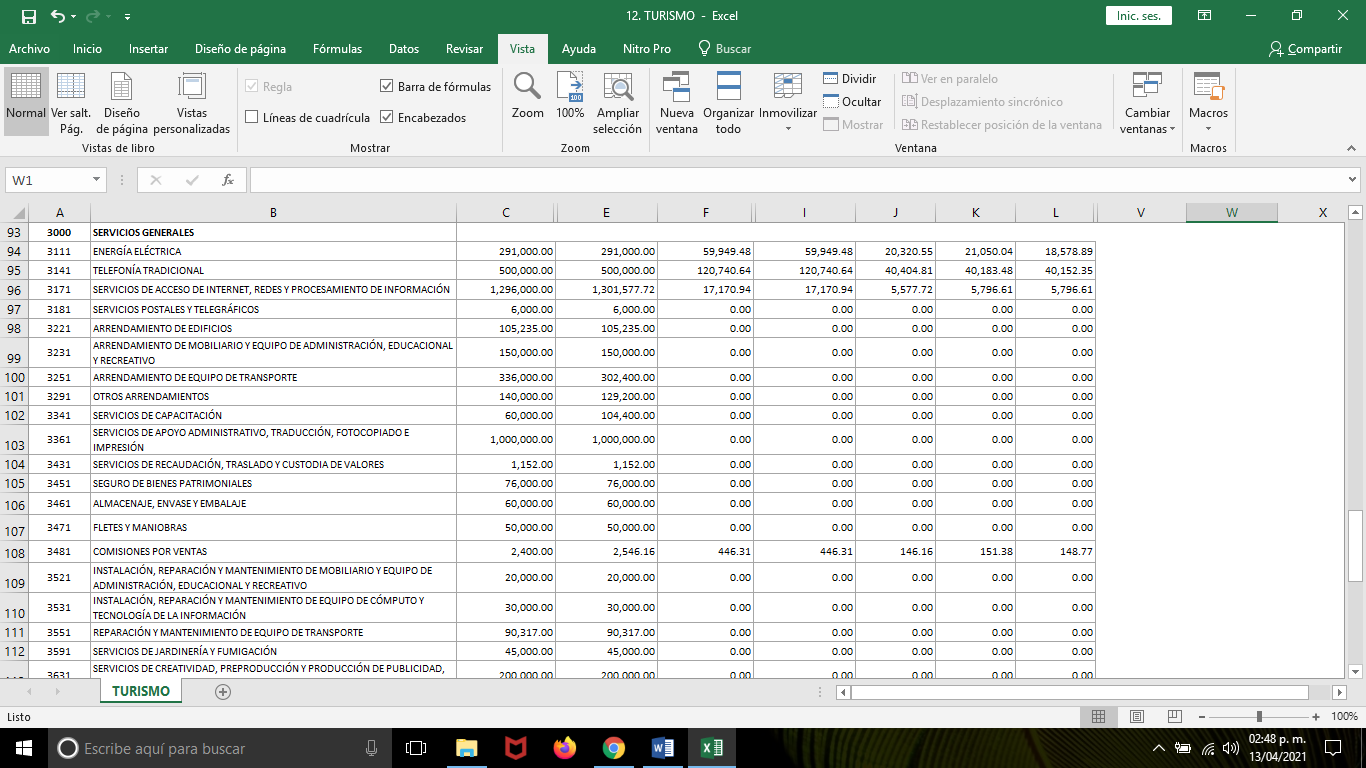 12. TURISMO - Excel
Inic. ses.
Archivo Inicio Insertar Diseño de página Fórmulas Datos Revisar Vista Ayuda Nitro Pro Buscar Compartir
Normal Ver salt. Pág. Diseño de página Vistas personalizadas
Vistas de libro
Regla Barra de fórmulas
Líneas de cuadrícula Encabezados
Mostrar
Zoom 100% Ampliar selección
Zoom
Nueva ventana Organizar todo Inmovilizar
Dividir
Ocultar
Mostrar
Ver en paralelo
Desplazamiento sincrónico
Restablecer posición de la ventana
Cambiar ventanas
Ventana
Macros
Macros
W1 fx
A B C E F I J K L V W X
93 3000 SERVICIOS GENERALES
94 3111 ENERGÍA ELÉCTRICA 291,000.00 291,000.00 59,949.48 59,949.48 20,320.55 21,050.04 18,578.89
95 3141 TELEFONÍA TRADICIONAL 500,000.00 500,000.00 120,740.64 120,740.64 40,404.81 40,183.48 40,152.35
96 3171 SERVICIOS DE ACCESO DE INTERNET, REDES Y PROCESAMIENTO DE INFORMACIÓN 1,296,000.00 1,301,577.72 17,170.94 17,170.94 5,577.72 5,796.61 5,796.61
97 3181 SERVICIOS POSTALES Y TELEGRÁFICOS 6,000.00 6,000.00 0.00 0.00 0.00 0.00 0.00
98 3221 ARRENDAMIENTO DE EDIFICIOS 105,235.00 105,235.00 0.00 0.00 0.00 0.00 0.00
99 3231 ARRENDAMIENTO DE MOBILIARIO Y EQUIPO DE ADMINISTRACIÓN, EDUCACIONAL
Y RECREATIVO 150,000.00 150,000.00 0.00 0.00 0.00 0.00 0.00
100 3251 ARRENDAMIENTO DE EQUIPO DE TRANSPORTE 336,000.00 302,400.00 0.00 0.00 0.00 0.00 0.00
101 3291 OTROS ARRENDAMIENTOS 140,000.00 129,200.00 0.00 0.00 0.00 0.00 0.00
102 3341 SERVICIOS DE CAPACITACIÓN 60,000.00 104,400.00 0.00 0.00 0.00 0.00 0.00
103 3361 SERVICIOS DE APOYO ADMINISTRATIVO, TRADUCCIÓN, FOTOCOPIADO E
IMPRESIÓN 1,000,000.00 1,000,000.00 0.00 0.00 0.00 0.00 0.00
104 3431 SERVICIOS DE RECAUDACIÓN, TRASLADO Y CUSTODIA DE VALORES 1,152.00 1,152.00 0.00 0.00 0.00 0.00 0.00
105 3451 SEGURO DE BIENES PATRIMONIALES 76,000.00 76,000.00 0.00 0.00 0.00 0.00 0.00
106 3461 ALMACENAJE, ENVASE Y EMBALAJE 60,000.00 60,000.00 0.00 0.00 0.00 0.00 0.00
107 3471 FLETES Y MANIOBRAS 50,000.00 50,000.00 0.00 0.00 0.00 0.00 0.00
108 3481 COMISIONES POR VENTAS 2,400.00 2,546.16 446.31 446.31 146.16 151.38 148.77
109 3521 INSTALACIÓN, REPARACIÓN Y MANTENIMIENTO DE MOBILIARIO Y EQUIPO DE
ADMINISTRACIÓN, EDUCACIONAL Y RECREATIVO 20,000.00 20,000.00 0.00 0.00 0.00 0.00 0.00
110 3531 INSTALACIÓN, REPARACIÓN Y MANTENIMIENTO DE EQUIPO DE CÓMPUTO Y
TECNOLOGÍA DE LA INFORMACIÓN 30,000.00 30,000.00 0.00 0.00 0.00 0.00 0.00
111 3551 REPARACIÓN Y MANTENIMIENTO DE EQUIPO DE TRANSPORTE 90,317.00 90,317.00 0.00 0.00 0.00 0.00 0.00
112 3591 SERVICIOS DE JARDINERÍA Y FUMIGACIÓN 45,000.00 45,000.00 0.00 0.00 0.00 0.00 0.00
3631 SERVICIOS DE CREATIVIDAD, PREPRODUCCIÓN Y PRODUCCIÓN DE PUBLICIDAD, 200,000.00 200,000.00 0.00 0.00 0.00 0.00 0.00
TURISMO
Listo 100%
Escribe aquí para buscar
02:48 p. m.
13/04/2021